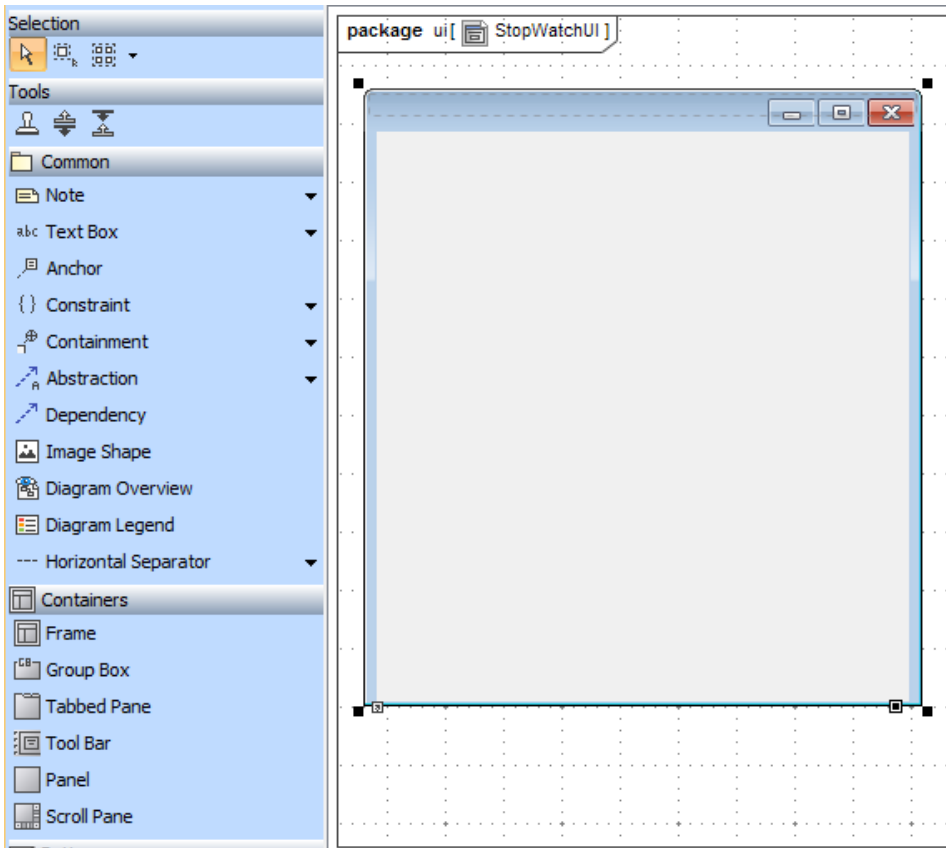 Selection
Tools
Common
Note
abc Text Box
Anchor
{ } Constraint
Containment
Abstraction
Dependency
Image Shape
Diagram Overview
Diagram Legend
Horizontal Separator
Containers
Frame
Group Box
Tabbed Pane
Tool Bar
Panel
Scroll Pane
package ui[ StopWatchUI ]